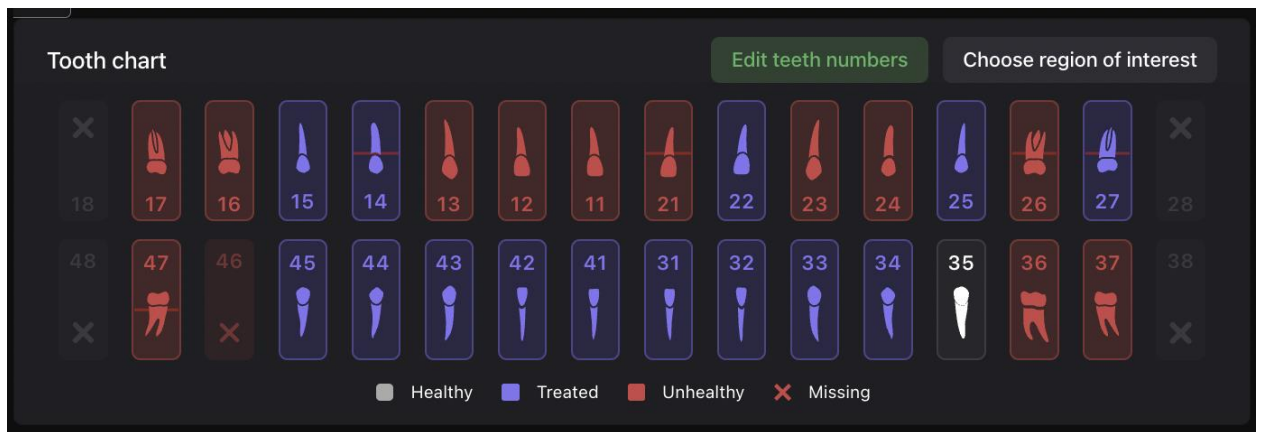 Tooth chart
Edit teeth numbers
Choose region of interest
18 17 16 15 14 13 12 11 21 22 23 24 25 26 27 28
48 47 46 45 44 43 42 41 31 32 33 34 35 36 37 38
Healthy Treated Unhealthy Missing